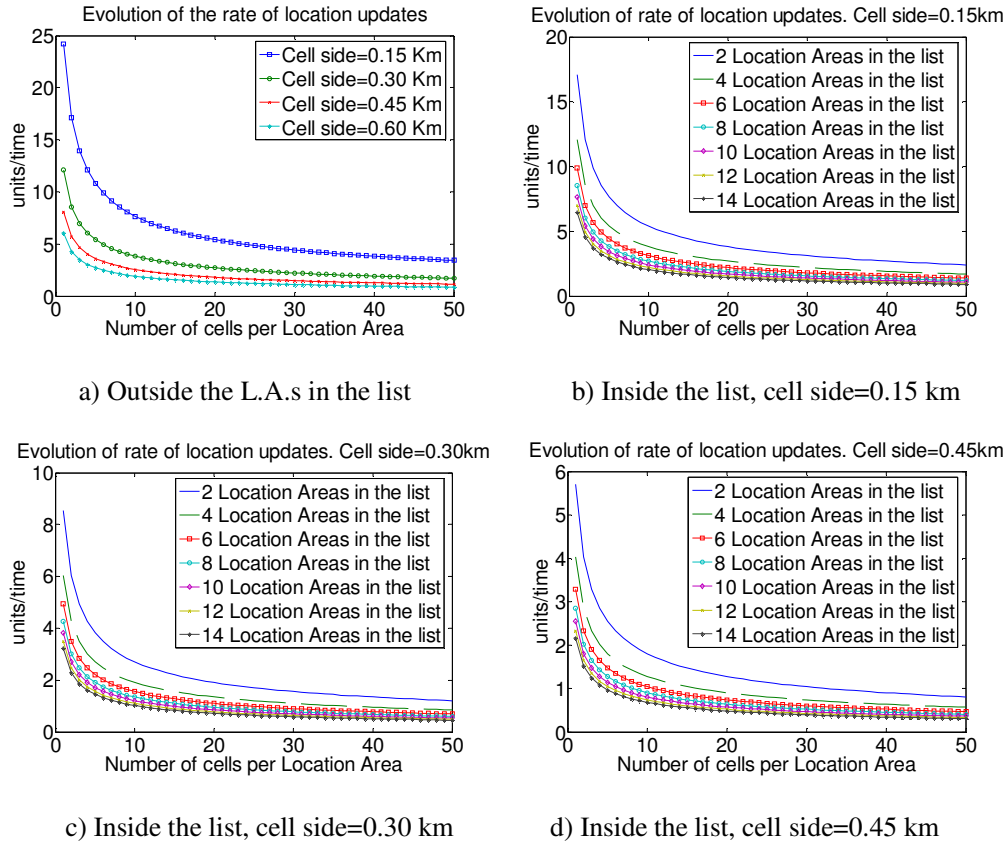 Evolution of the rate of location updates
25
20
15
10
5
0
0
10
20
30
40
50
units/time
Number of cells per Location Area
Cell side=0.15 Km
Cell side=0.30 Km
Cell side=0.45 Km
Cell side=0.60 Km
a) Outside the L.A.s in the list
Evolution of rate of location updates. Cell side=0.15km
20
15
10
5
0
0
10
20
30
40
50
units/time
Number of cells per Location Area
2 Location Areas in the list
4 Location Areas in the list
6 Location Areas in the list
8 Location Areas in the list
10 Location Areas in the list
12 Location Areas in the list
14 Location Areas in the list
b) Inside the list, cell side=0.15 km
Evolution of rate of location updates. Cell side=0.30km
10
8
6
4
2
0
0
10
20
30
40
50
units/time
Number of cells per Location Area
2 Location Areas in the list
4 Location Areas in the list
6 Location Areas in the list
8 Location Areas in the list
10 Location Areas in the list
12 Location Areas in the list
14 Location Areas in the list
c) Inside the list, cell side=0.30 km
Evolution of rate of location updates. Cell side=0.45km
6
5
4
3
2
1
0
0
10
20
30
40
50
units/time
Number of cells per Location Area
2 Location Areas in the list
4 Location Areas in the list
6 Location Areas in the list
8 Location Areas in the list
10 Location Areas in the list
12 Location Areas in the list
14 Location Areas in the list
d) Inside the list, cell side=0.45 km